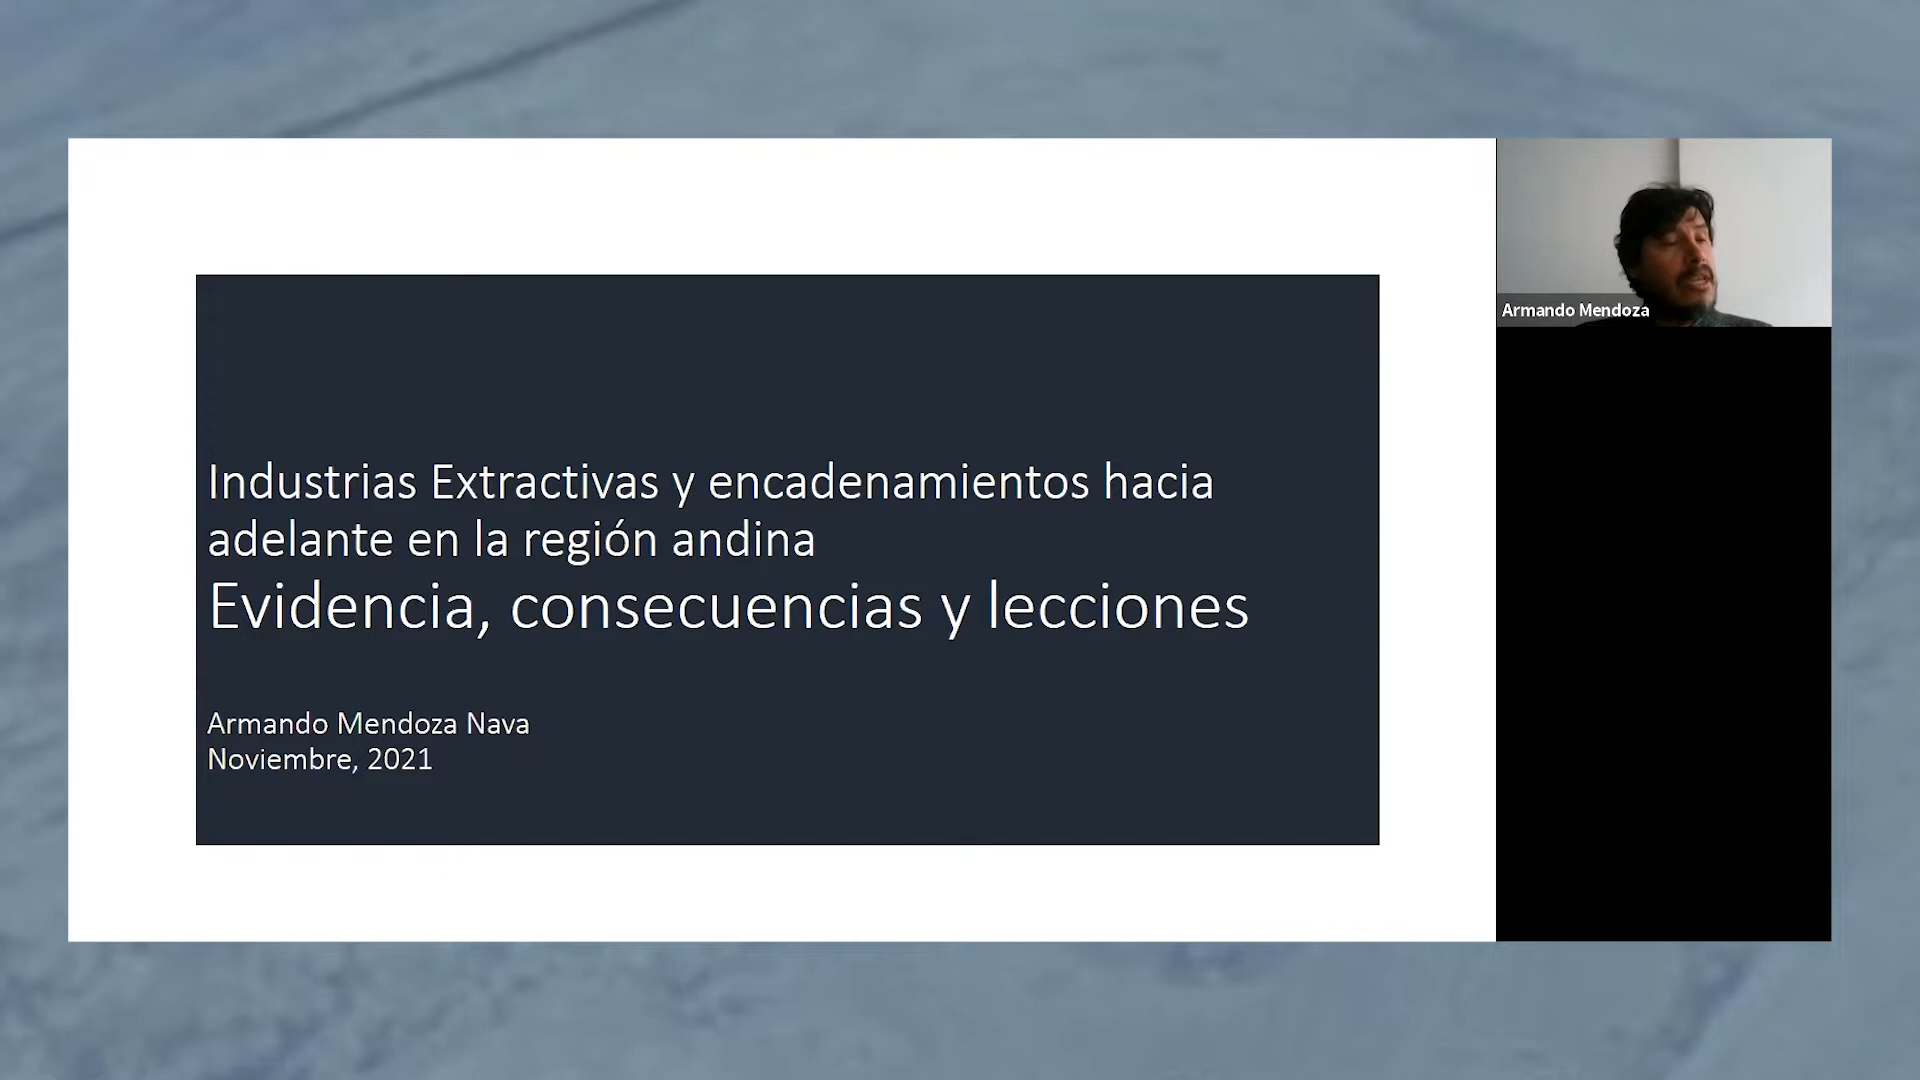 Industrias Extractivas y encadenamientos hacia
adelante en la región andina
Evidencia, consecuencias y lecciones
Armando Mendoza Nava
Noviembre, 2021
Armando Mendoza